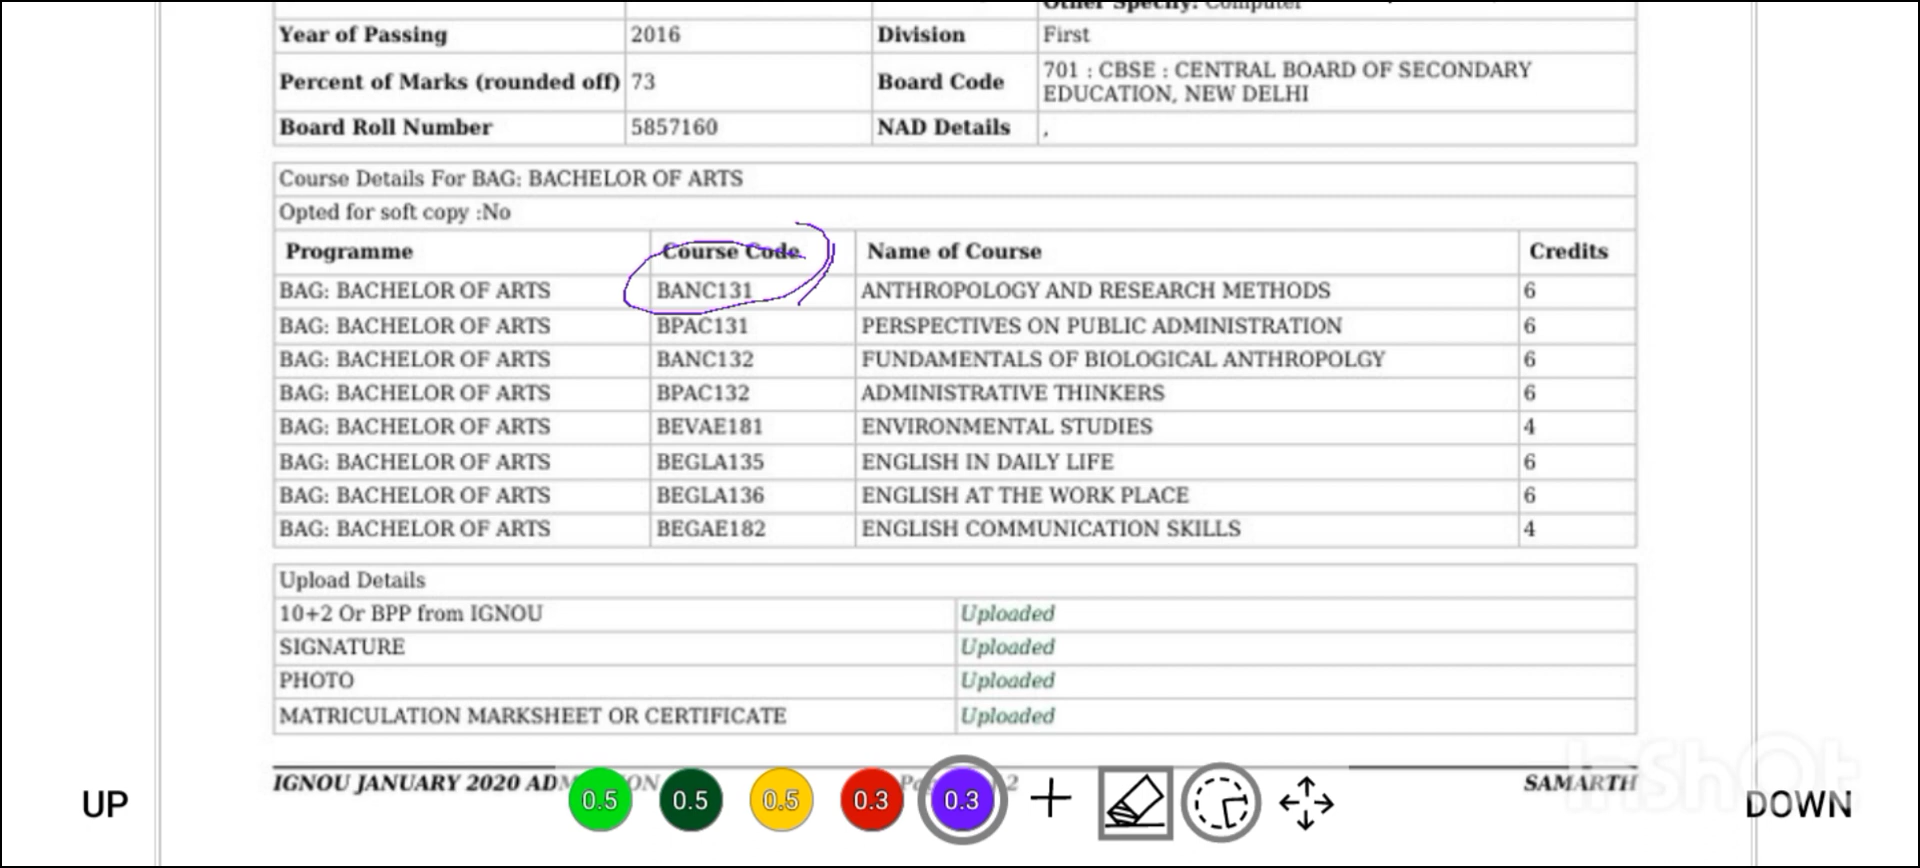 Other Specify: Computer
Year of Passing 2016 Division First
Percent of Marks (rounded off) 73 Board Code 701 : CBSE : CENTRAL BOARD OF SECONDARY EDUCATION, NEW DELHI
Board Roll Number 5857160 NAD Details ,
Course Details For BAG: BACHELOR OF ARTS
Opted for soft copy :No
Programme Course Code Name of Course Credits
BAG: BACHELOR OF ARTS BANC131 ANTHROPOLOGY AND RESEARCH METHODS 6
BAG: BACHELOR OF ARTS BPAC131 PERSPECTIVES ON PUBLIC ADMINISTRATION 6
BAG: BACHELOR OF ARTS BANC132 FUNDAMENTALS OF BIOLOGICAL ANTHROPOLGY 6
BAG: BACHELOR OF ARTS BPAC132 ADMINISTRATIVE THINKERS 6
BAG: BACHELOR OF ARTS BEVAE181 ENVIRONMENTAL STUDIES 4
BAG: BACHELOR OF ARTS BEGLA135 ENGLISH IN DAILY LIFE 6
BAG: BACHELOR OF ARTS BEGLA136 ENGLISH AT THE WORK PLACE 6
BAG: BACHELOR OF ARTS BEGAE182 ENGLISH COMMUNICATION SKILLS 4
Upload Details
10+2 Or BPP from IGNOU Uploaded
SIGNATURE Uploaded
PHOTO Uploaded
MATRICULATION MARKSHEET OR CERTIFICATE Uploaded
IGNOU JANUARY 2020 SAMARTH
InShOt
UP 0.5 0.5 0.5 0.3 0.3 DOWN